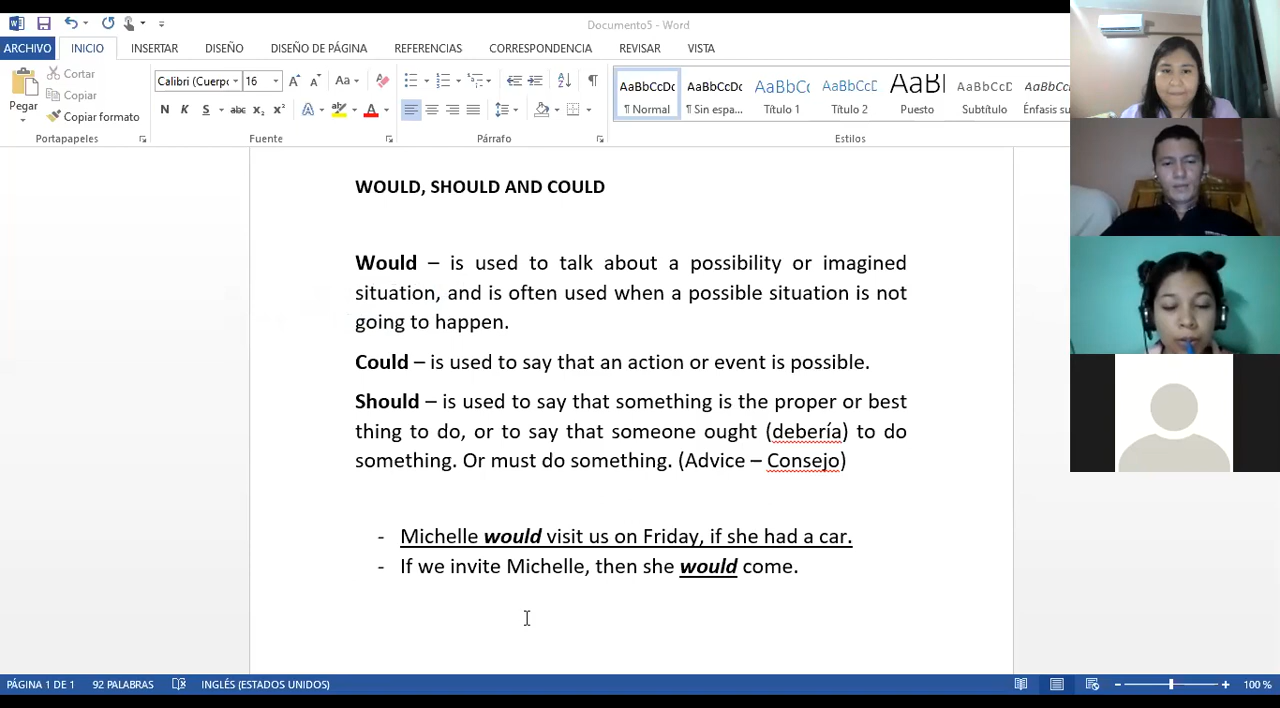 Documento5 - Word
ARCHIVO INICIO INSERTAR DISEÑO DISEÑO DE PÁGINA REFERENCIAS CORRESPONDENCIA REVISAR VISTA
Pegar
Cortar
Copiar
Copiar formato
Portapapeles
Calibri (Cuerpo 16
N K S abc
Fuente
Párrafo
AaBbCcDc AaBbCcDc AaBbCc AaBbCcD AaBl AaBbCcD AaBbCcDc
¶ Normal ¶ Sin espa... Título 1 Título 2 Puesto Subtítulo Énfasis su
Estilos
WOULD, SHOULD AND COULD
Would – is used to talk about a possibility or imagined
situation, and is often used when a possible situation is not
going to happen.
Could – is used to say that an action or event is possible.
Should – is used to say that something is the proper or best
thing to do, or to say that someone ought (debería) to do
something. Or must do something. (Advice – Consejo)
- Michelle would visit us on Friday, if she had a car.
- If we invite Michelle, then she would come.
PÁGINA 1 DE 1 92 PALABRAS INGLÉS (ESTADOS UNIDOS) 100 %